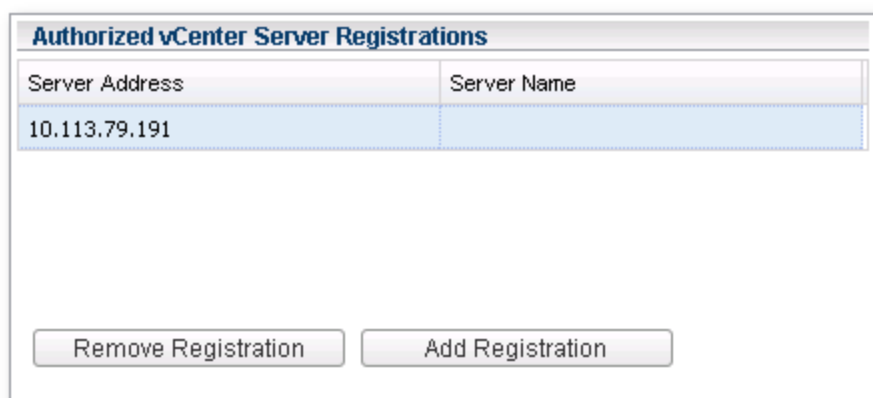 Authorized vCenter Server Registrations
Server Address Server Name
10.113.79.191
Remove Registration Add Registration